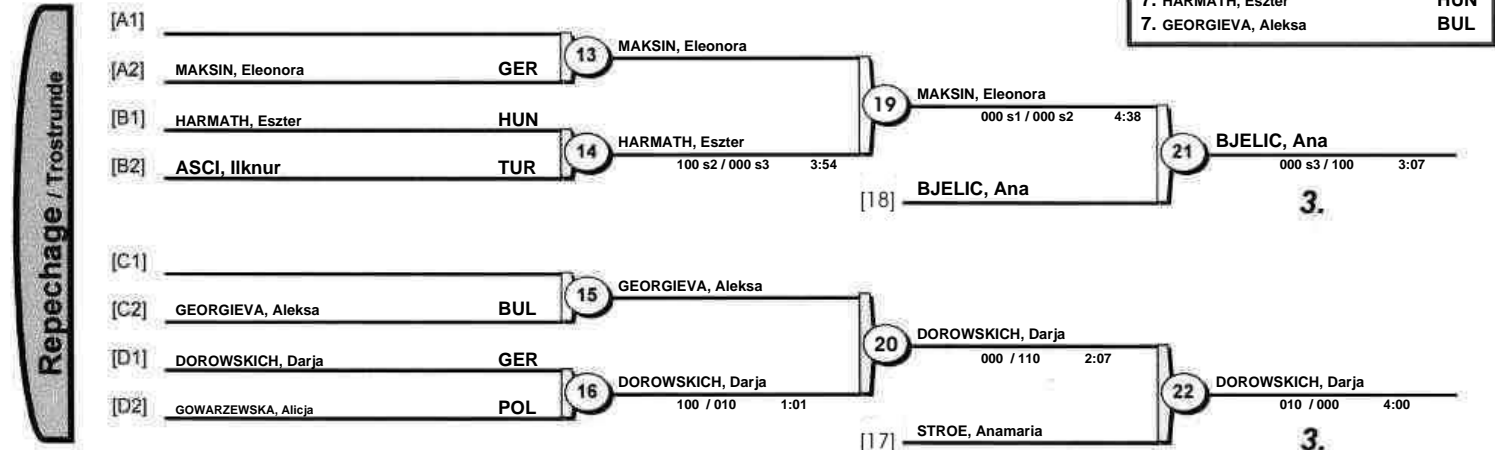 7. HARMATH, Eszter HUN
7. GEORGIEVA, Aleksa BUL
Repechage / Trostrunde
[A1]
[A2] MAKSIN, Eleonora GER
13 MAKSIN, Eleonora
[B1] HARMATH, Eszter HUN
[B2] ASCI, Ilknur TUR
14 HARMATH, Eszter
100 s2 / 000 s3 3:54
19 MAKSIN, Eleonora
000 s1 / 000 s2 4:38
[18] BJELIC, Ana
21 BJELIC, Ana
000 s3 / 100 3:07
3.
[C1]
[C2] GEORGIEVA, Aleksa BUL
15 GEORGIEVA, Aleksa
[D1] DOROWSKICH, Darja GER
[D2] GOWARZEWSKA, Alicja POL
16 DOROWSKICH, Darja
100 / 010 1:01
20 DOROWSKICH, Darja
000 / 110 2:07
[17] STROE, Anamaria
22 DOROWSKICH, Darja
010 / 000 4:00
3.